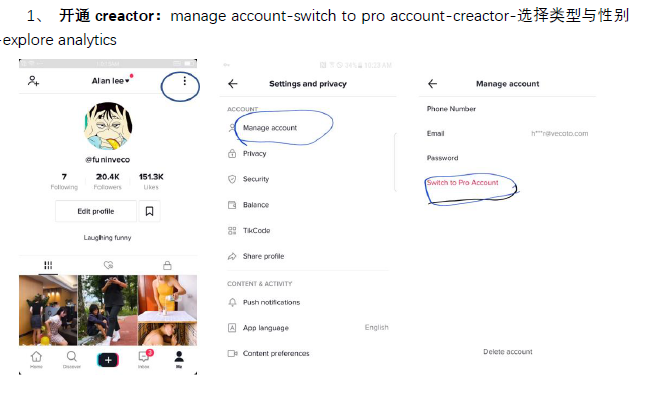 1、 开通 creactor：manage account-switch to pro account-creactor-选择类型与性别
-explore analytics
Alan lee
@funinveco
7
20.4K
151.3K
Following
Followers
Likes
Edit profile
Laughing funny
Home
Discover
3
Inbox
Me
Settings and privacy
ACCOUNT
Manage account
Privacy
Security
Balance
TikCode
Share profile
CONTENT & ACTIVITY
Push notifications
App language
English
Content preferences
Manage account
Phone Number
Email
h***r@vecoto.com
Password
Switch to Pro Account
Delete account